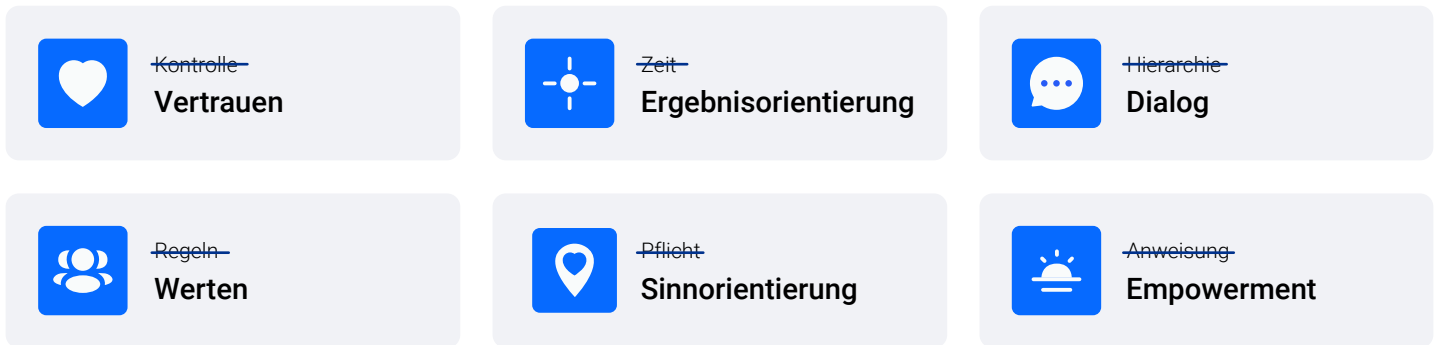 Kontrolle
Vertrauen
Zeit
Ergebnisorientierung
Hierarchie
Dialog
Regeln
Werten
Pflicht
Sinnorientierung
Anweisung
Empowerment